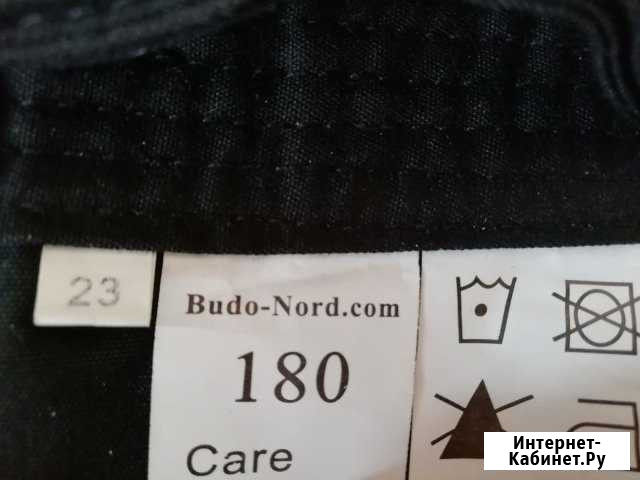 23
Budo-Nord.com
180
Care
Интернет-
Кабинет.Ру